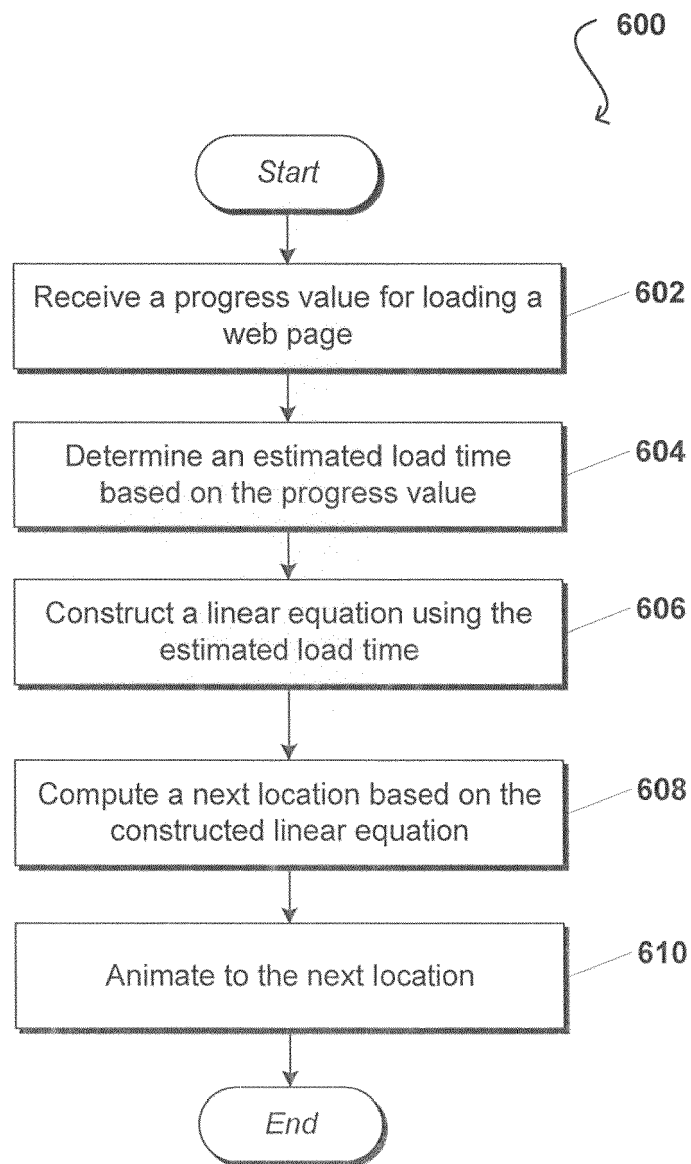 600
Start
Receive a progress value for loading a
web page
602
Determine an estimated load time
based on the progress value
604
Construct a linear equation using the
estimated load time
606
Compute a next location based on the
constructed linear equation
608
Animate to the next location
610
End